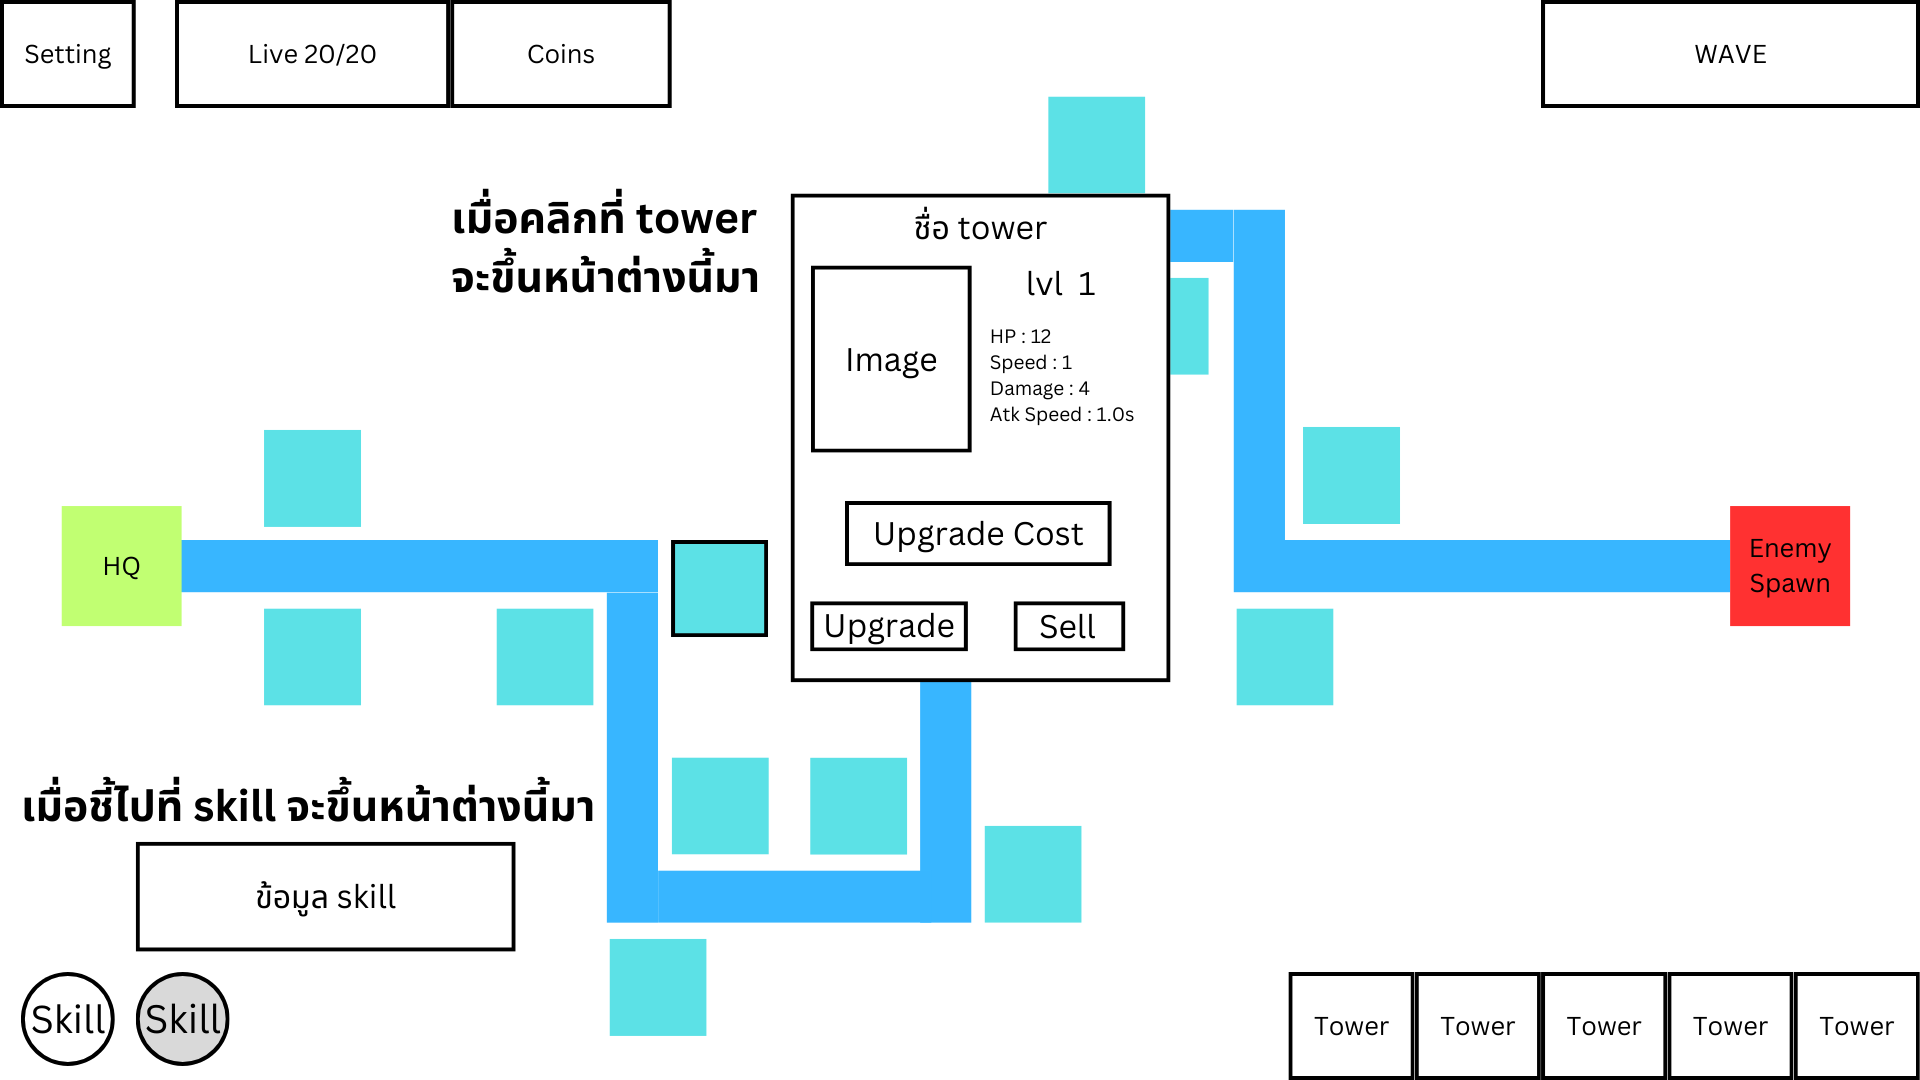 Setting
Live 20/20
Coins
WAVE
เมื่อคลิกที่ tower
จะขึ้นหน้าต่างนี้มา
ชื่อ tower
lvl 1
Image
HP : 12
Speed : 1
Damage : 4
Atk Speed : 1.0s
Upgrade Cost
Upgrade
Sell
HQ
Enemy
Spawn
เมื่อชี้ไปที่ skill จะขึ้นหน้าต่างนี้มา
ข้อมูล skill
Skill
Skill
Tower
Tower
Tower
Tower
Tower